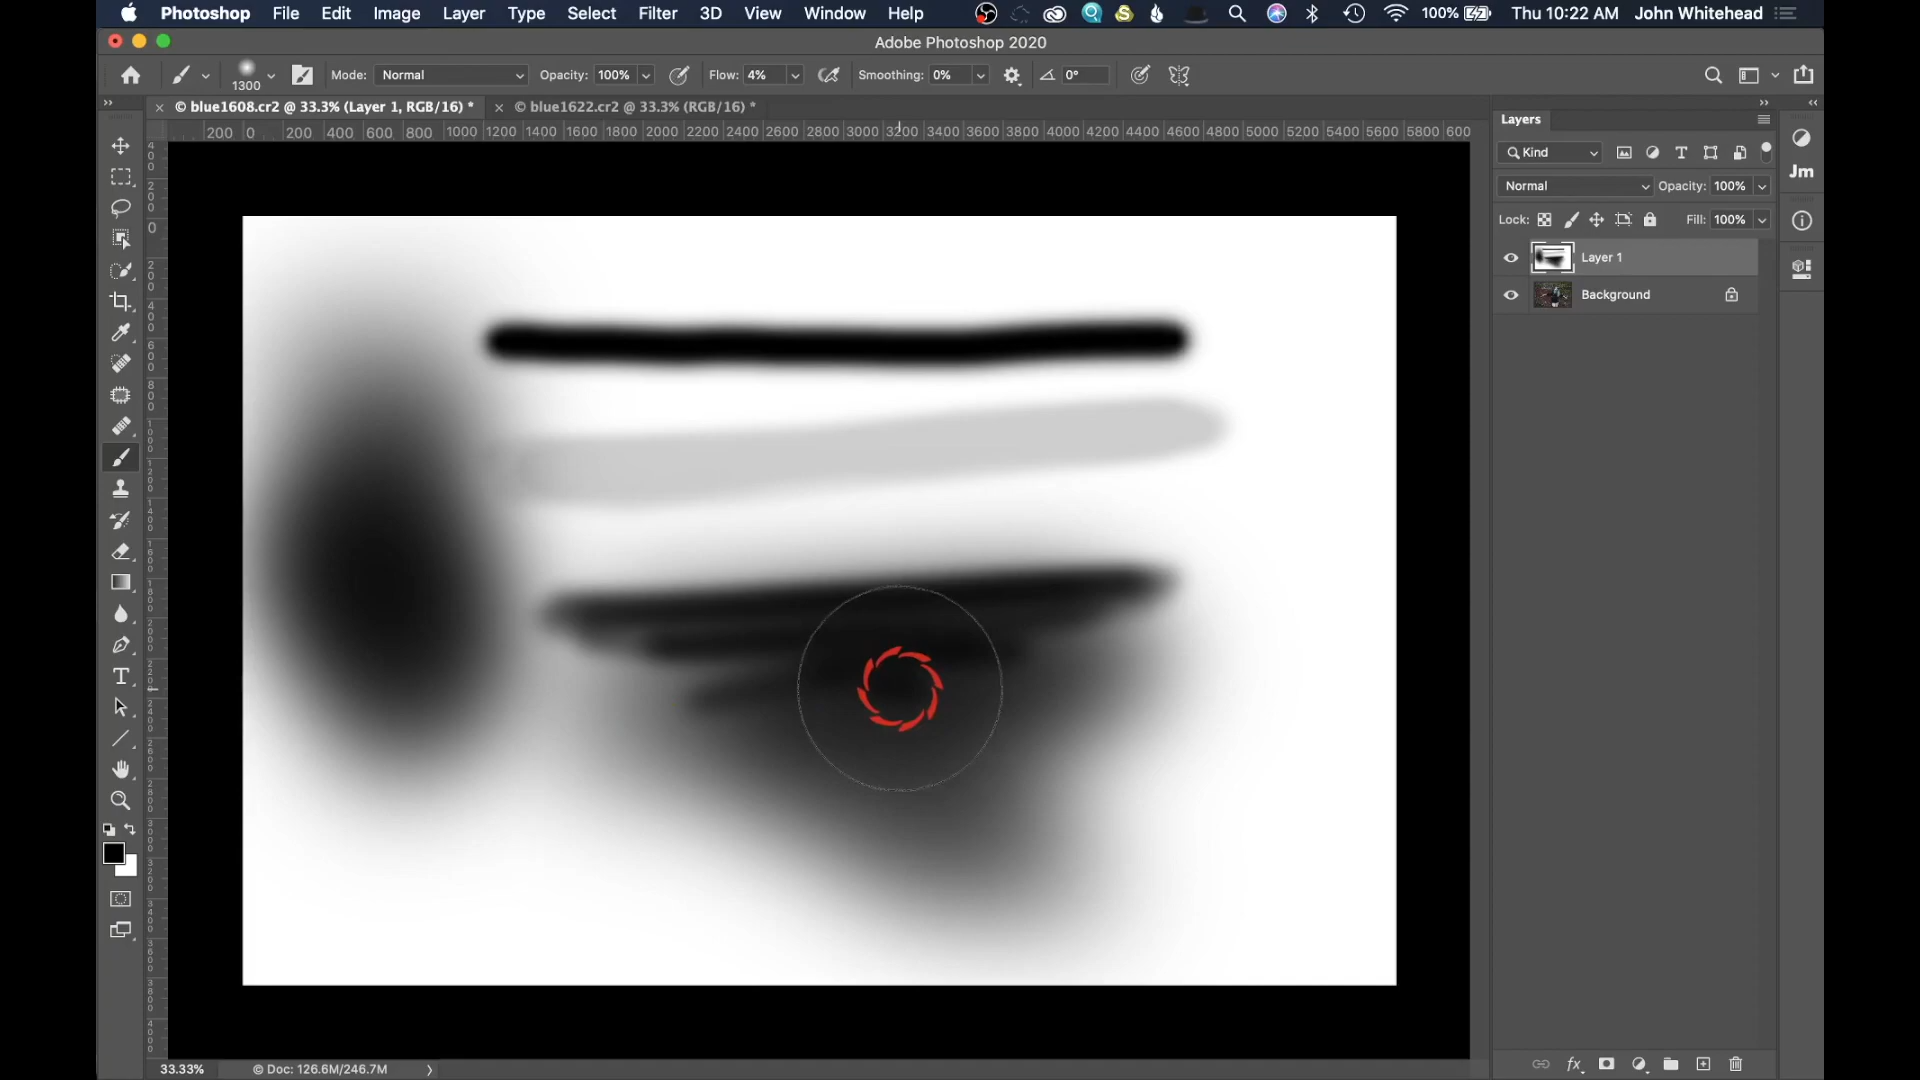 Photoshop File Edit Image Layer Type Select Filter 3D View Window Help 100% Thu 10:22 AM John Whitehead
Adobe Photoshop 2020
1300 Mode: Normal Opacity: 100% Flow: 4% Smoothing: 0% 0°
© blue1608.cr2 @ 33.3% (Layer 1, RGB/16) * © blue1622.cr2 @ 33.3% (RGB/16) *
200 0 200 400 600 800 1000 1200 1400 1600 1800 2000 2200 2400 2600 2800 3000 3200 3400 3600 3800 4000 4200 4400 4600 4800 5000 5200 5400 5600 5800 600
Layers
Kind
Jm
Normal Opacity: 100%
Lock: Fill: 100%
Layer 1
Background
33.33% © Doc: 126.6M/246.7M
fx